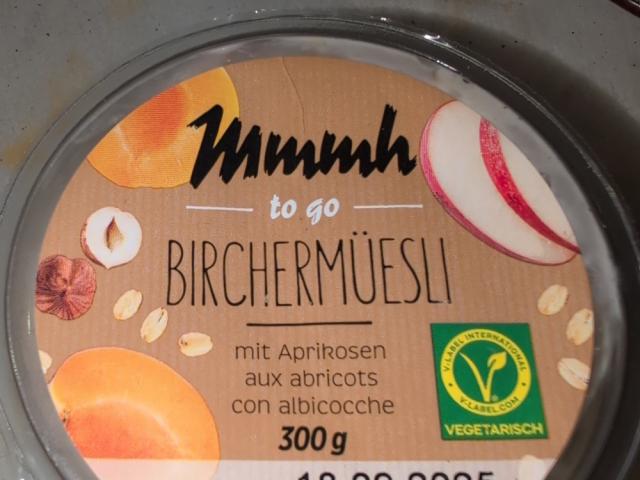 Mmmh
to go
BIRCHERMÜESLI
mit Aprikosen
aux abricots
con albicocche
300 g
V-LABEL INTERNATIONAL
V-LABEL.COM
VEGETARISCH